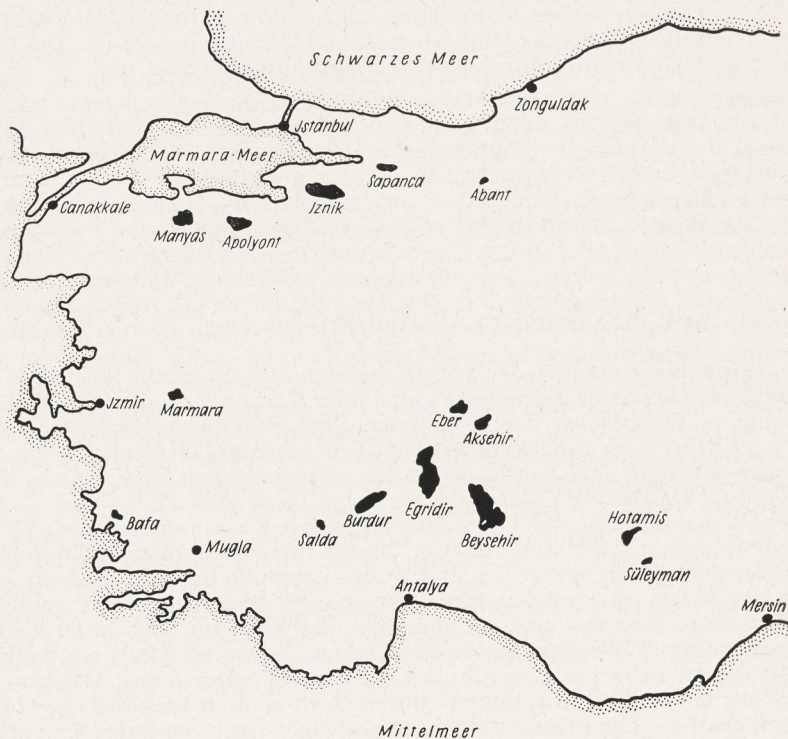 Schwarzes Meer
Zonguldak
Jstanbul
Marmara-Meer
Sapanca
Abant
Jznik
Canakkale
Manyas
Apolyont
Jzmir
Marmara
Eber
Aksehir
Egridir
Burdur
Beysehir
Salda
Bafa
Mugla
Hotamis
Süleyman
Antalya
Mersin
Mittelmeer